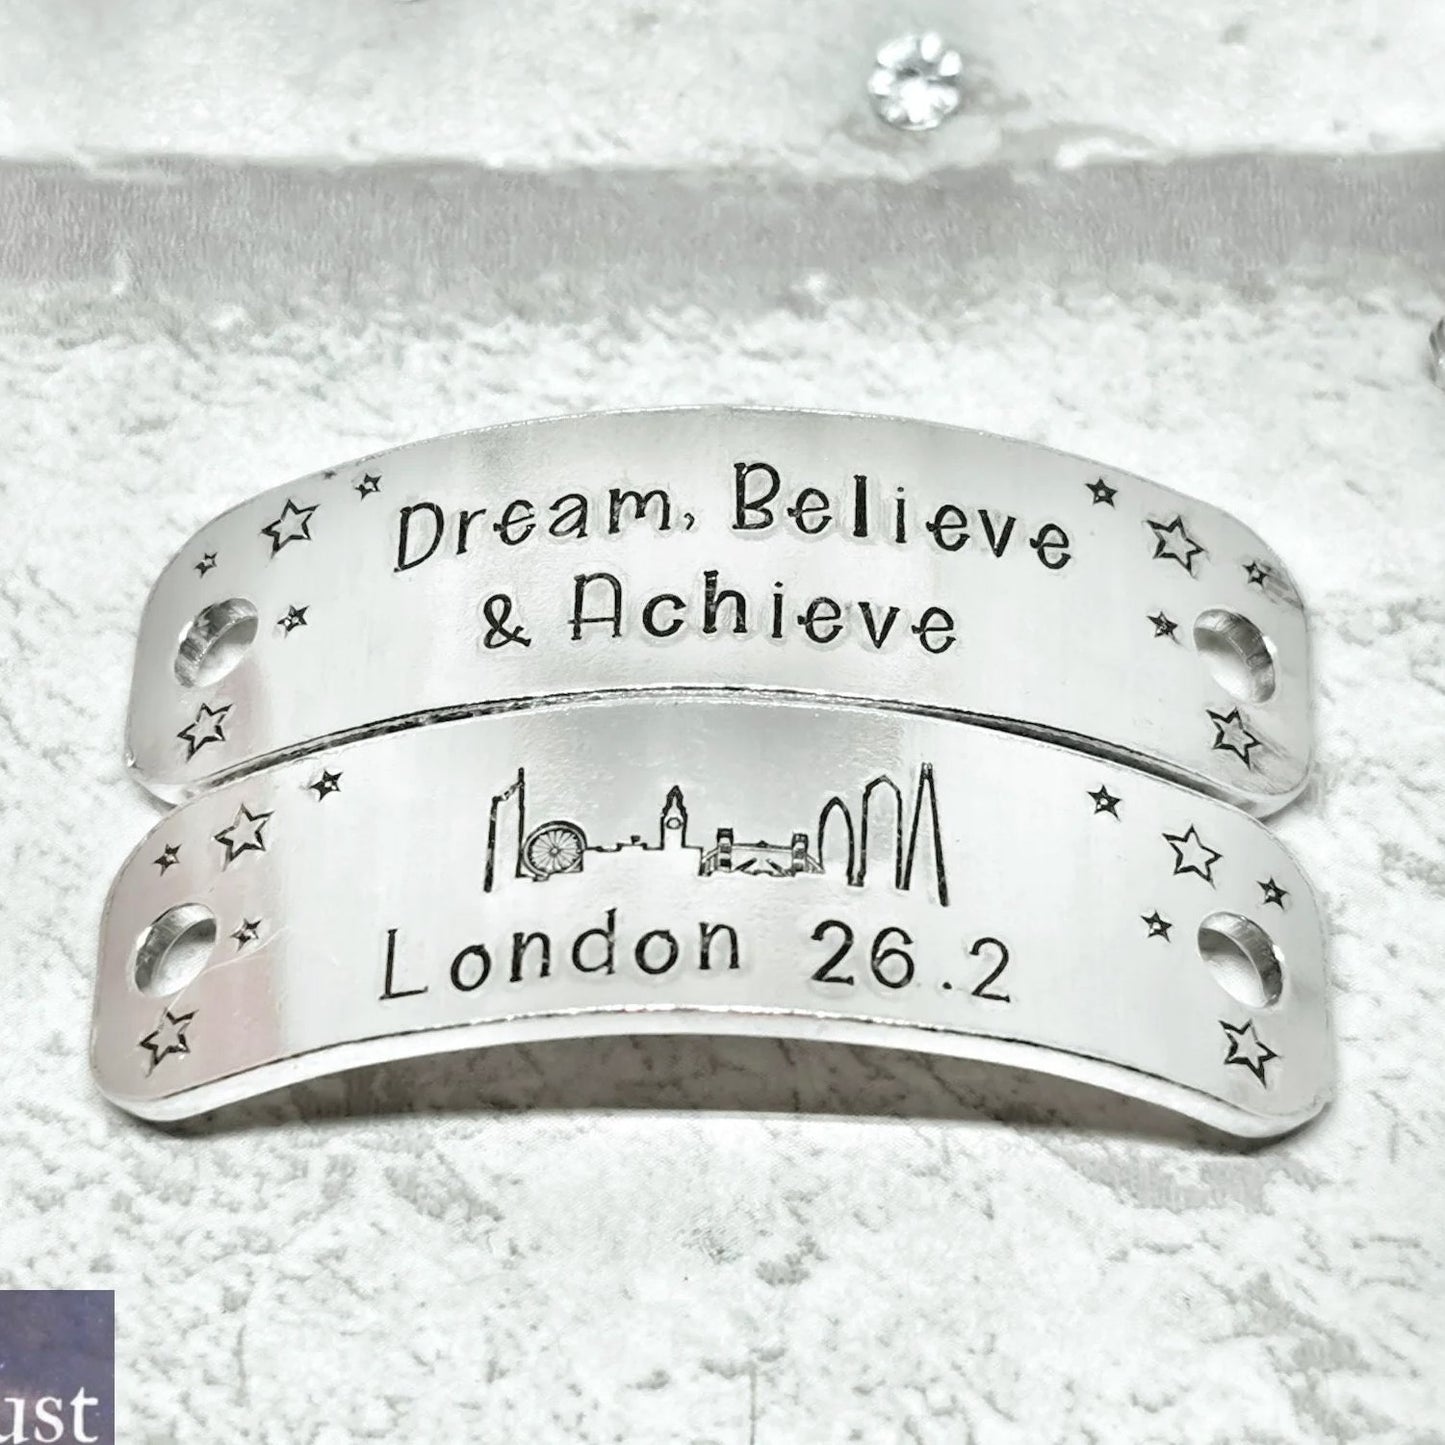 Dream, Believe
& Achieve
London 26.2
ust